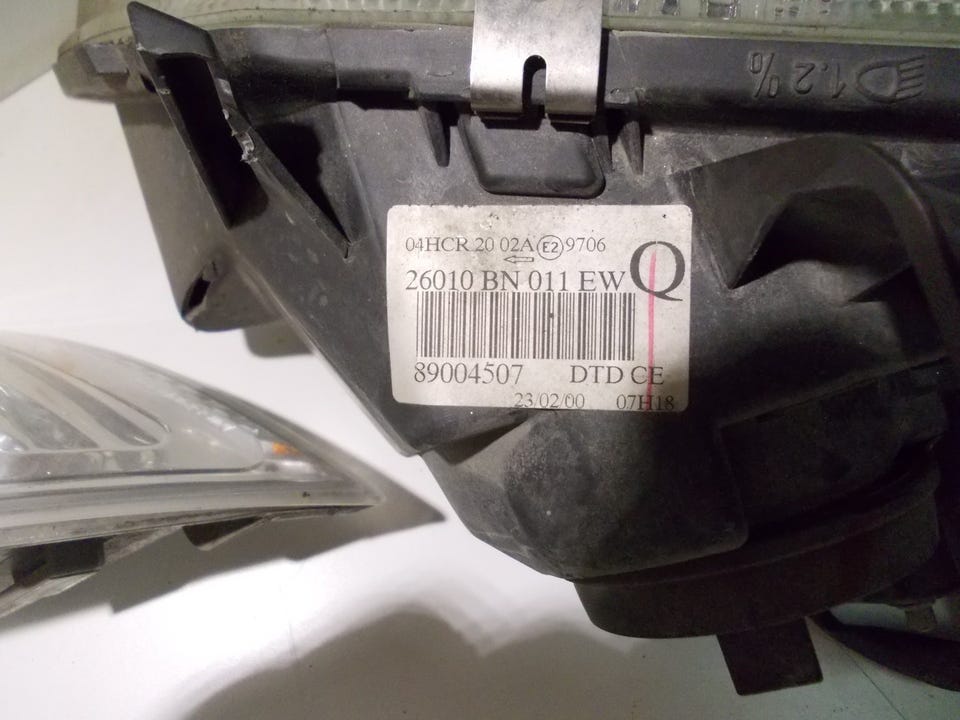 1.2%
04HCR 20 02A E2 9706
26010 BN 011 EW Q
89004507 DTD CE
23/02/00 07H18